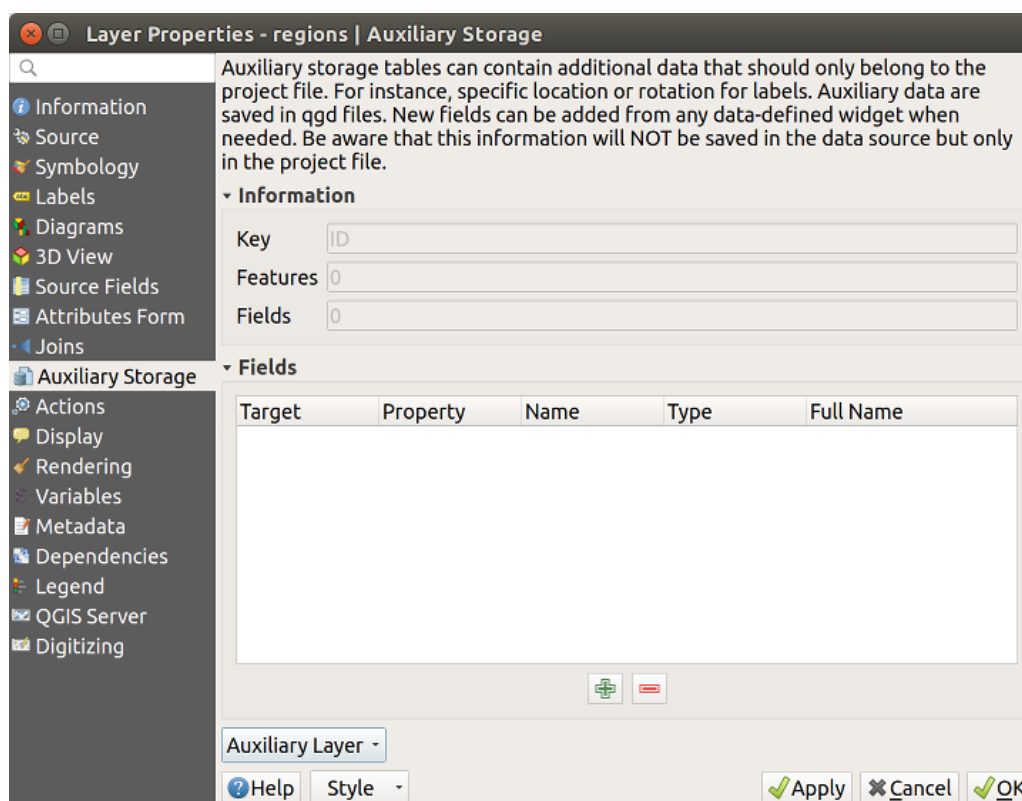 Layer Properties - regions | Auxiliary Storage
Information
Source
Symbology
Labels
Diagrams
3D View
Source Fields
Attributes Form
Joins
Auxiliary Storage
Actions
Display
Rendering
Variables
Metadata
Dependencies
Legend
QGIS Server
Digitizing
Auxiliary storage tables can contain additional data that should only belong to the
project file. For instance, specific location or rotation for labels. Auxiliary data are
saved in qgd files. New fields can be added from any data-defined widget when
needed. Be aware that this information will NOT be saved in the data source but only
in the project file.
Information
Key ID
Features 0
Fields 0
Fields
Target Property Name Type Full Name
Auxiliary Layer
Help Style Apply Cancel OK